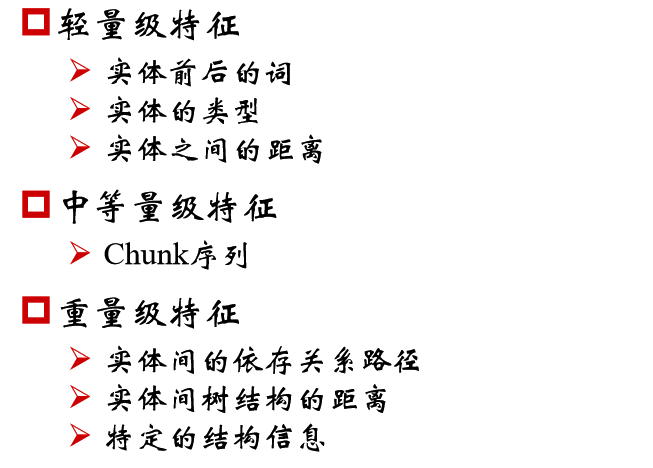 轻量级特征
实体前后的词
实体的类型
实体之间的距离
中等量级特征
Chunk序列
重量级特征
实体间的依存关系路径
实体间树结构的距离
特定的结构信息